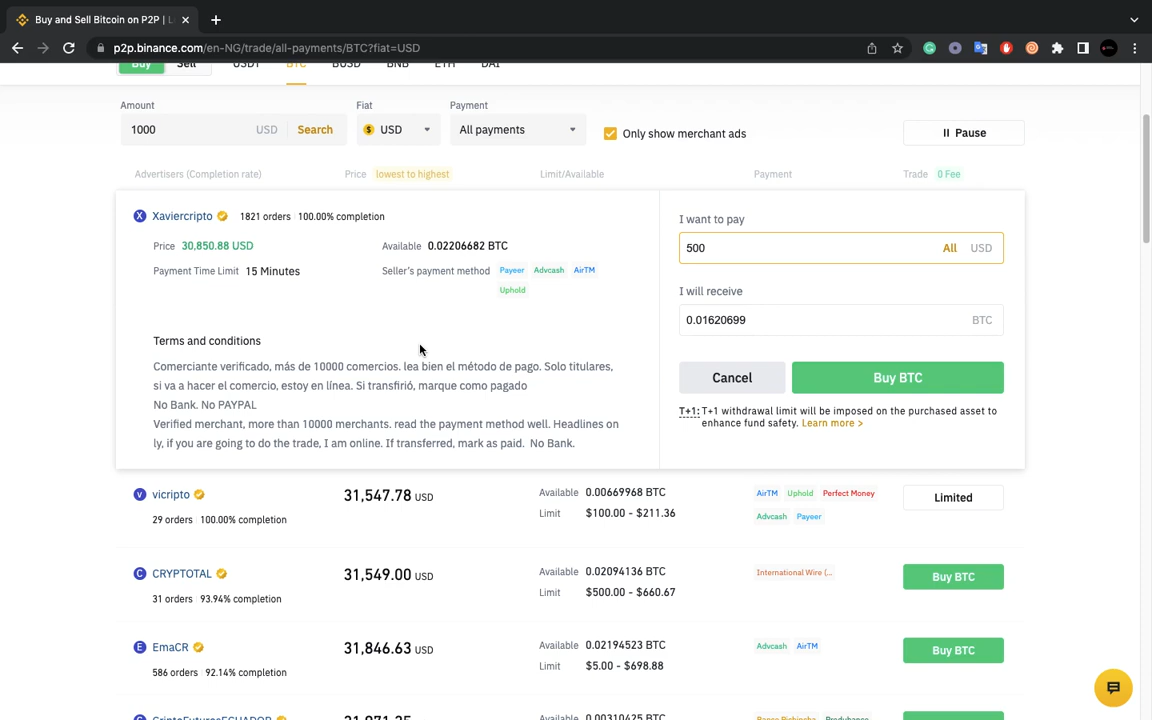 Buy and Sell Bitcoin on P2P | L
p2p.binance.com/en-NG/trade/all-payments/BTC?fiat=USD
Buy Sell USDT BTC BUSD BNB ETH DAI
Amount Fiat Payment
1000 USD Search USD All payments Only show merchant ads Pause
Advertisers (Completion rate) Price lowest to highest Limit/Available Payment Trade 0 Fee
X Xaviercripto 1821 orders 100.00% completion
Price 30,850.88 USD Available 0.02206682 BTC
Payment Time Limit 15 Minutes Seller's payment method Payeer Advcash AirTM
Uphold
Terms and conditions
Comerciante verificado, más de 10000 comercios. lea bien el método de pago. Solo titulares,
si va a hacer el comercio, estoy en línea. Si transfirió, marque como pagado
No Bank. No PAYPAL
Verified merchant, more than 10000 merchants. read the payment method well. Headlines on
ly, if you are going to do the trade, I am online. If transferred, mark as paid. No Bank.
I want to pay
500 All USD
I will receive
0.01620699 BTC
Cancel Buy BTC
T+1: T+1 withdrawal limit will be imposed on the purchased asset to
enhance fund safety. Learn more >
V vicripto 31,547.78 USD Available 0.00669968 BTC AirTM Uphold Perfect Money Limited
29 orders 100.00% completion Limit $100.00 - $211.36 Advcash Payeer
C CRYPTOTAL 31,549.00 USD Available 0.02094136 BTC International Wire (... Buy BTC
31 orders 93.94% completion Limit $500.00 - $660.67
E EmaCR 31,846.63 USD Available 0.02194523 BTC Advcash AirTM Buy BTC
586 orders 92.14% completion Limit $5.00 - $698.88
Available 0.00310425 BTC